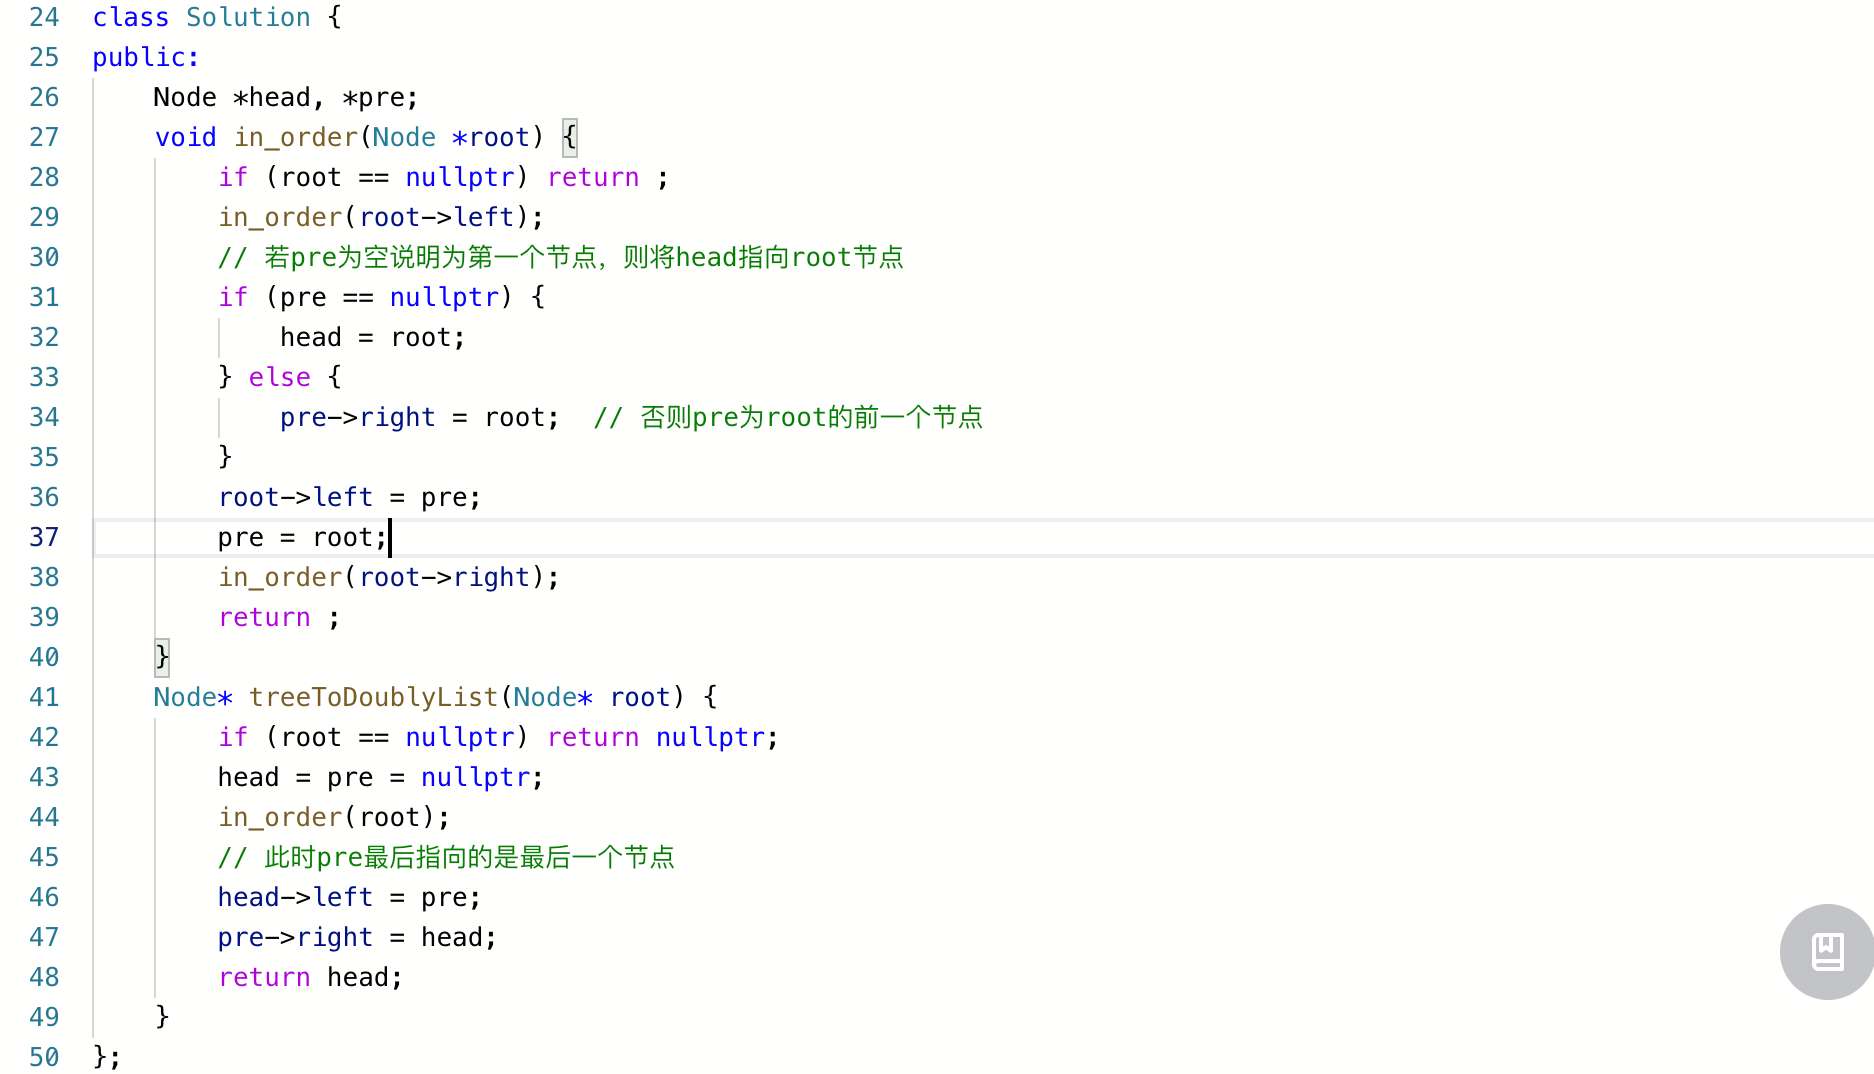 24 class Solution {
25 public:
26     Node *head, *pre;
27     void in_order(Node *root) {
28         if (root == nullptr) return ;
29         in_order(root->left);
30         // 若pre为空说明为第一个节点，则将head指向root节点
31         if (pre == nullptr) {
32             head = root;
33         } else {
34             pre->right = root;  // 否则pre为root的前一个节点
35         }
36         root->left = pre;
37         pre = root;
38         in_order(root->right);
39         return ;
40     }
41     Node* treeToDoublyList(Node* root) {
42         if (root == nullptr) return nullptr;
43         head = pre = nullptr;
44         in_order(root);
45         // 此时pre最后指向的是最后一个节点
46         head->left = pre;
47         pre->right = head;
48         return head;
49     }
50 };